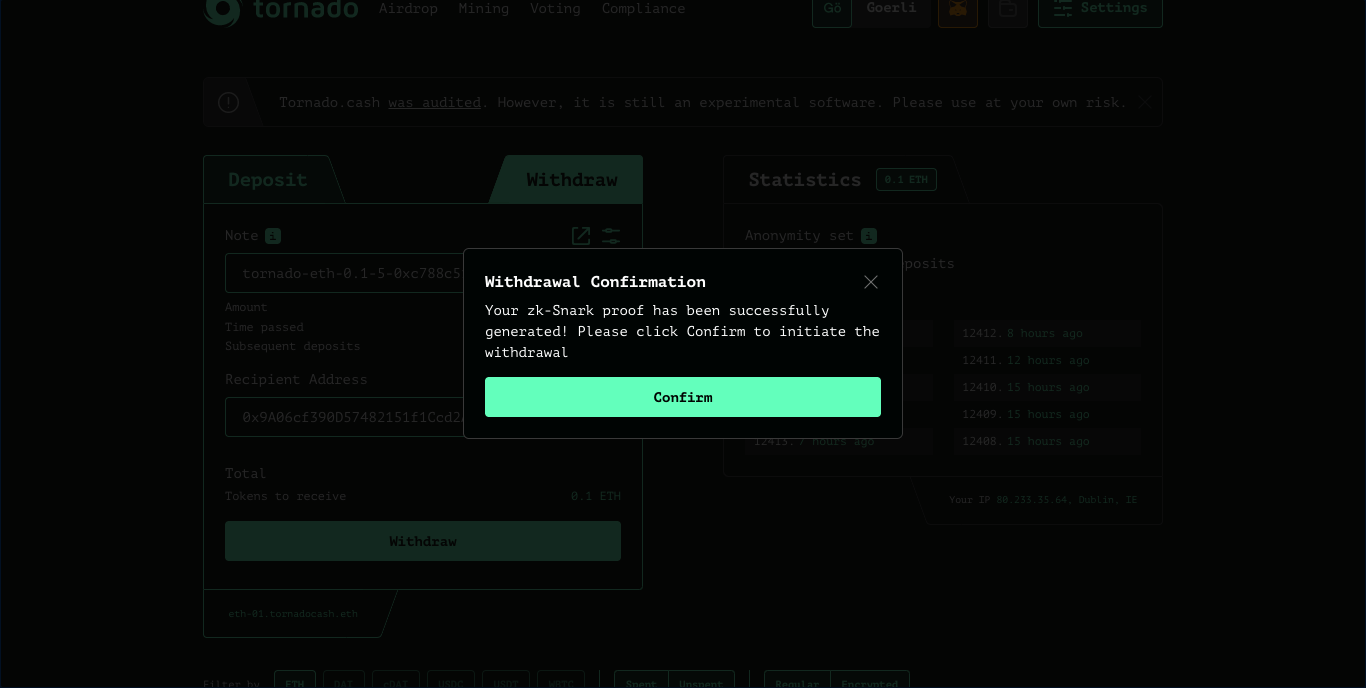 tornado Airdrop Mining Voting Compliance Gö Goerli Settings
Tornado.cash was audited. However, it is still an experimental software. Please use at your own risk.
Deposit Withdraw
Note i
tornado-eth-0.1-5-0xc788c5
Amount
Time passed
Subsequent deposits
Recipient Address
0x9A06cf390D57482151f1Ccd2
Total
Tokens to receive 0.1 ETH
Withdraw
eth-01.tornadocash.eth
Withdrawal Confirmation
Your zk-Snark proof has been successfully
generated! Please click Confirm to initiate the
withdrawal
Confirm
Statistics 0.1 ETH
Anonymity set i
posits
12412. 8 hours ago
12411. 12 hours ago
12410. 15 hours ago
12409. 15 hours ago
12413. 7 hours ago 12408. 15 hours ago
Your IP 80.233.35.64, Dublin, IE
Filter by ETH DAI cDAI USDC USDT WBTC Spent Unspent Regular Encrypted